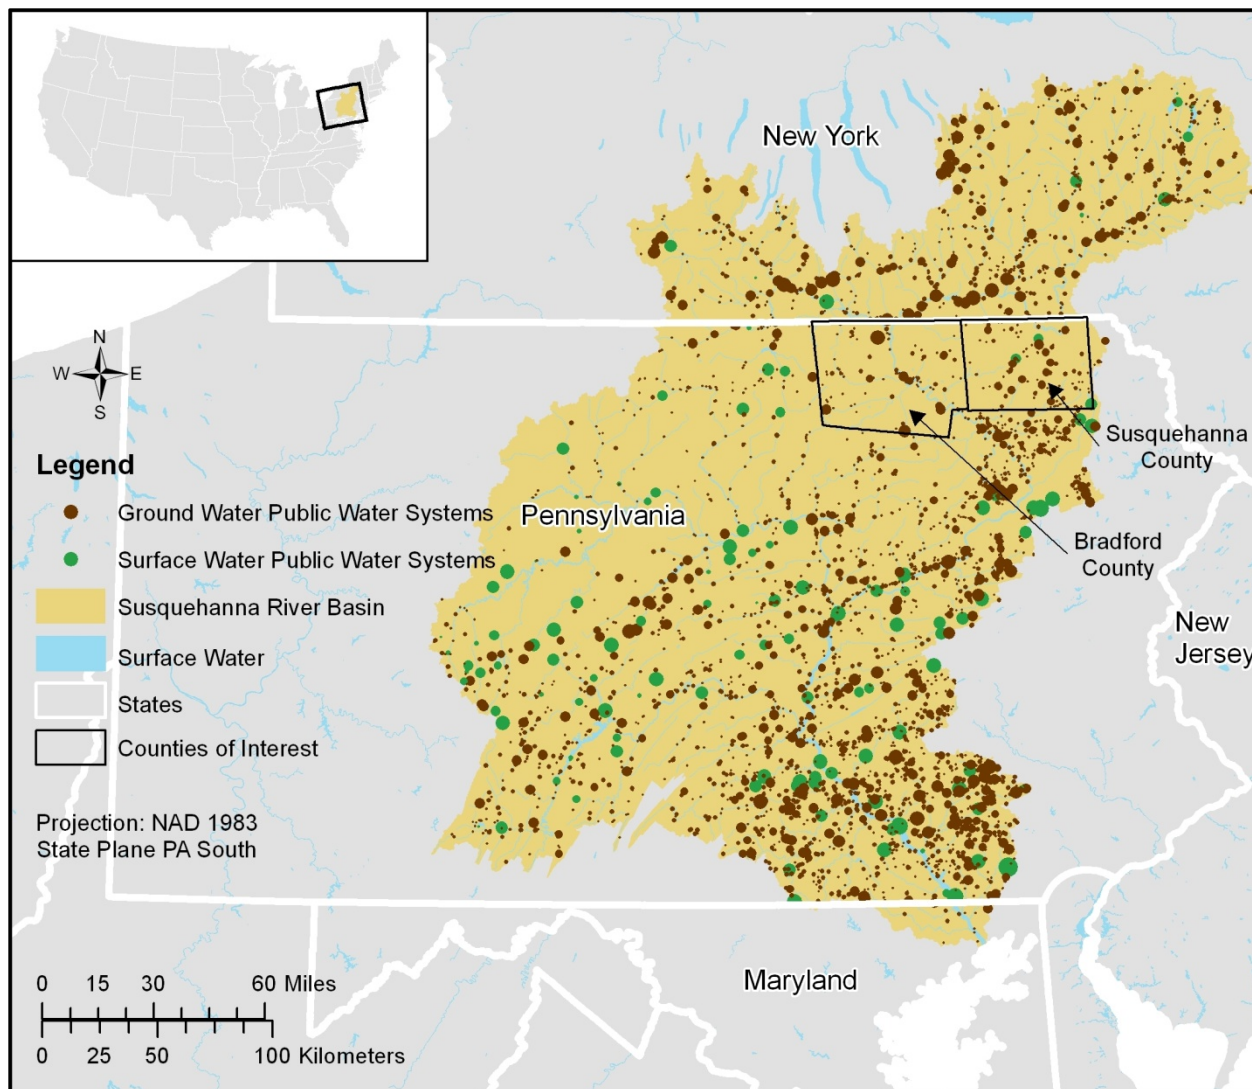 New York
N
W E
S
Legend
Ground Water Public Water Systems
Surface Water Public Water Systems
Susquehanna River Basin
Surface Water
States
Counties of Interest
Projection: NAD 1983
State Plane PA South
Pennsylvania
Susquehanna
County
Bradford
County
New
Jersey
Maryland
0 15 30 60 Miles
0 25 50 100 Kilometers